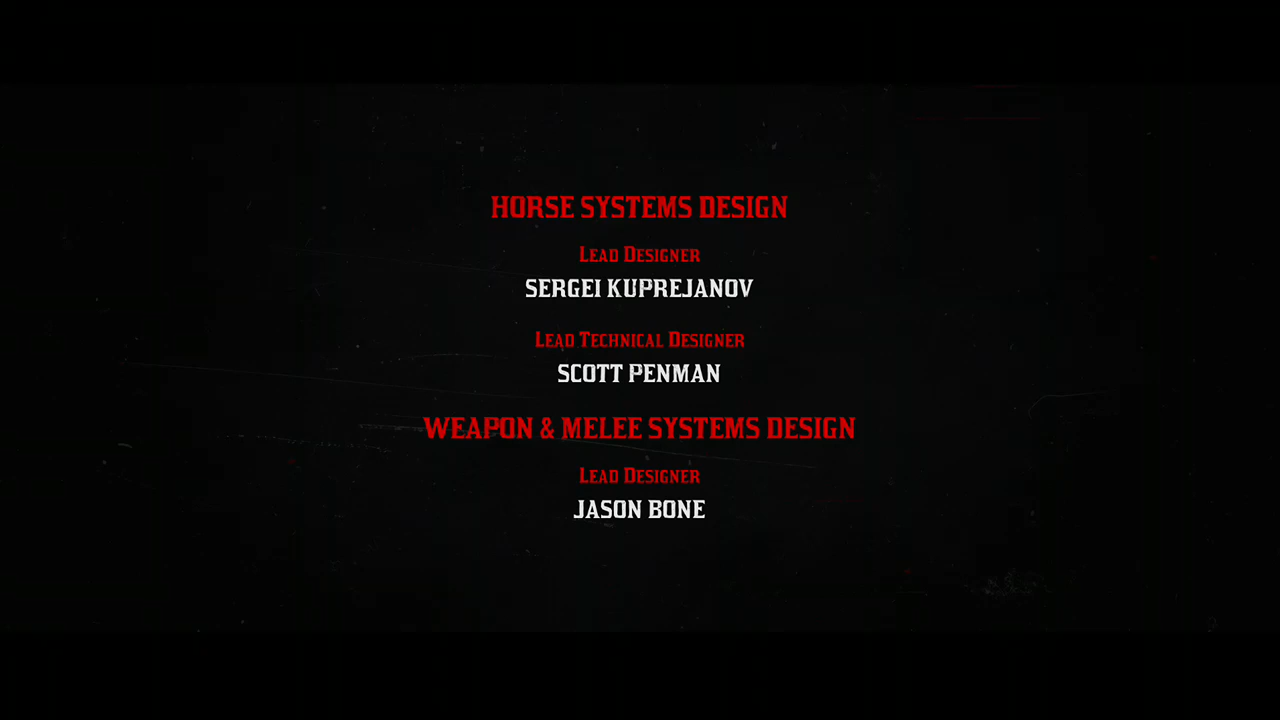 HORSE SYSTEMS DESIGN
LEAD DESIGNER
SERGEI KUPREJANOV
LEAD TECHNICAL DESIGNER
SCOTT PENMAN
WEAPON & MELEE SYSTEMS DESIGN
LEAD DESIGNER
JASON BONE